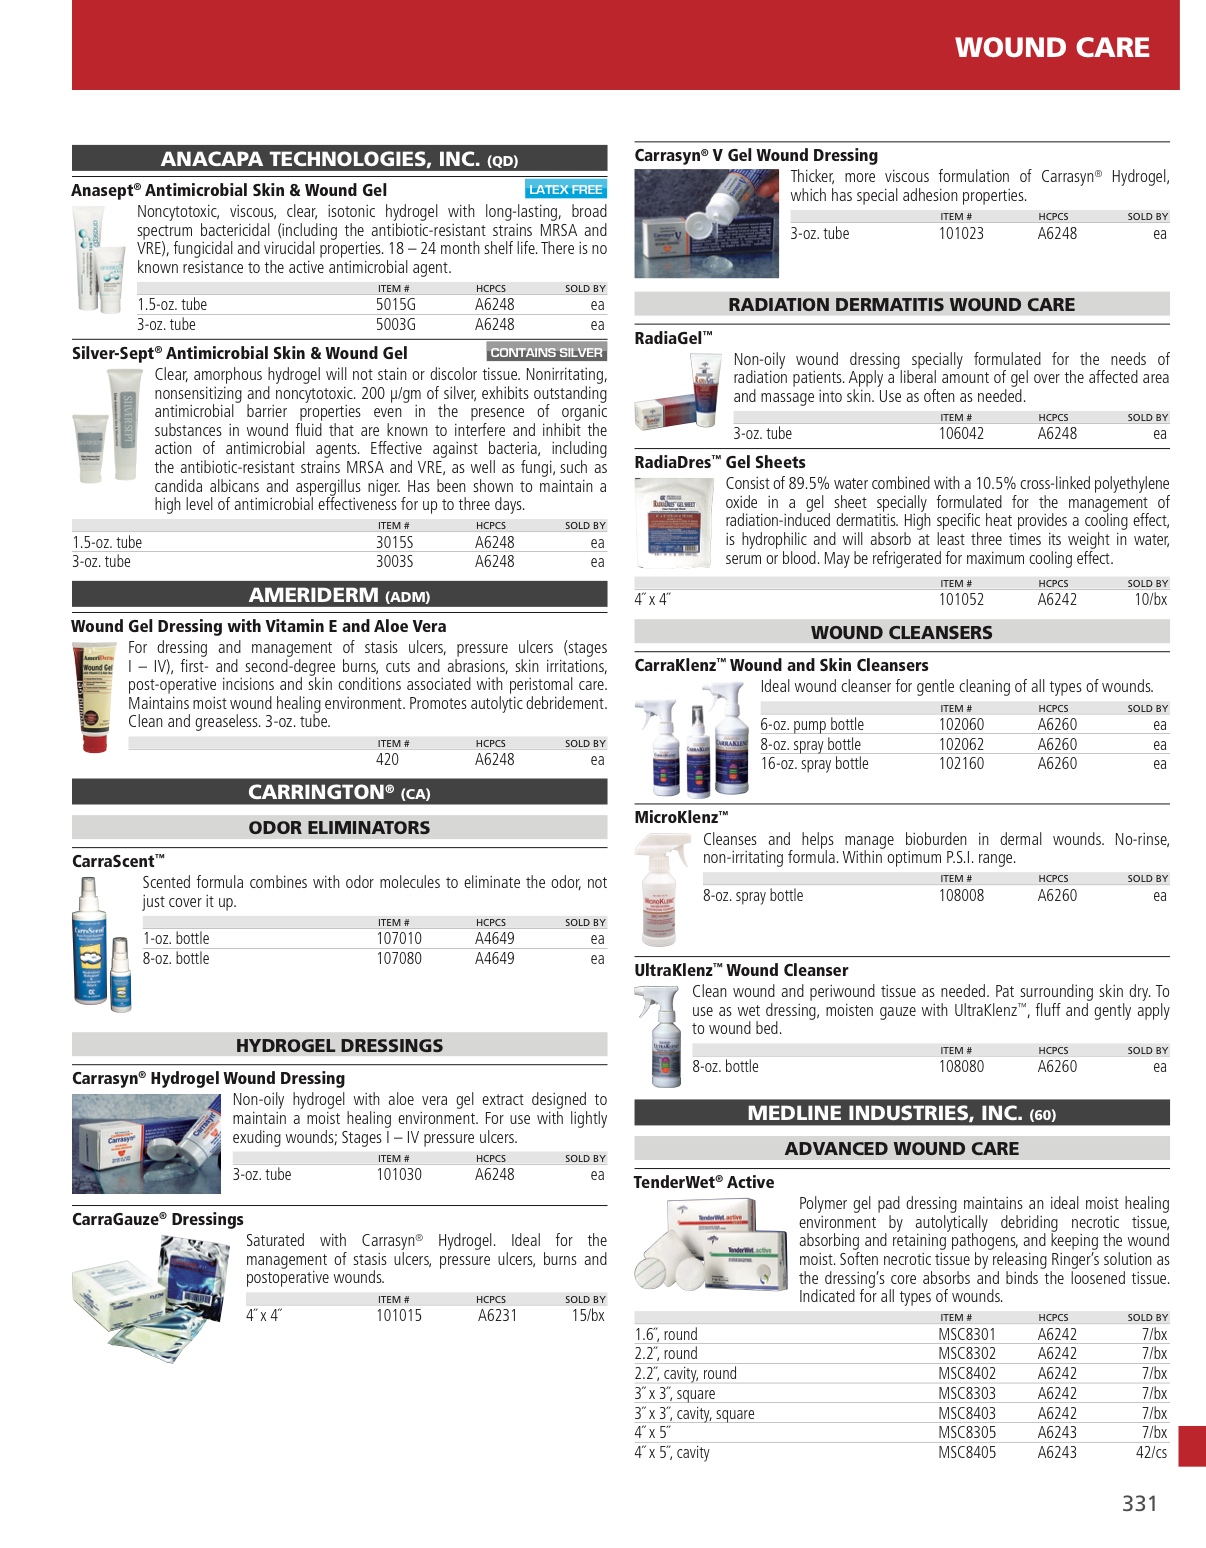 WOUND CARE
ANACAPA TECHNOLOGIES, INC. (QD)
Anasept® Antimicrobial Skin & Wound Gel
LATEX FREE
Noncytotoxic, viscous, clear, isotonic hydrogel with long-lasting, broad
spectrum bactericidal (including the antibiotic-resistant strains MRSA and
VRE), fungicidal and virucidal properties. 18 – 24 month shelf life. There is no
known resistance to the active antimicrobial agent.
ITEM # HCPCS SOLD BY
1.5-oz. tube 5015G A6248 ea
3-oz. tube 5003G A6248 ea
Silver-Sept® Antimicrobial Skin & Wound Gel
CONTAINS SILVER
Clear, amorphous hydrogel will not stain or discolor tissue. Nonirritating,
nonsensitizing and noncytotoxic. 200 µ/gm of silver, exhibits outstanding
antimicrobial barrier properties even in the presence of organic
substances in wound fluid that are known to interfere and inhibit the
action of antimicrobial agents. Effective against bacteria, including
the antibiotic-resistant strains MRSA and VRE, as well as fungi, such as
candida albicans and aspergillus niger. Has been shown to maintain a
high level of antimicrobial effectiveness for up to three days.
ITEM # HCPCS SOLD BY
1.5-oz. tube 3015S A6248 ea
3-oz. tube 3003S A6248 ea
AMERIDERM (ADM)
Wound Gel Dressing with Vitamin E and Aloe Vera
For dressing and management of stasis ulcers, pressure ulcers (stages
I – IV), first- and second-degree burns, cuts and abrasions, skin irritations,
post-operative incisions and skin conditions associated with peristomal care.
Maintains moist wound healing environment. Promotes autolytic debridement.
Clean and greaseless. 3-oz. tube.
ITEM # HCPCS SOLD BY
420 A6248 ea
CARRINGTON® (CA)
ODOR ELIMINATORS
CarraScent™
Scented formula combines with odor molecules to eliminate the odor, not
just cover it up.
ITEM # HCPCS SOLD BY
1-oz. bottle 107010 A4649 ea
8-oz. bottle 107080 A4649 ea
HYDROGEL DRESSINGS
Carrasyn® Hydrogel Wound Dressing
Non-oily hydrogel with aloe vera gel extract designed to
maintain a moist healing environment. For use with lightly
exuding wounds; Stages I – IV pressure ulcers.
ITEM # HCPCS SOLD BY
3-oz. tube 101030 A6248 ea
CarraGauze® Dressings
Saturated with Carrasyn® Hydrogel. Ideal for the
management of stasis ulcers, pressure ulcers, burns and
postoperative wounds.
ITEM # HCPCS SOLD BY
4˝ x 4˝ 101015 A6231 15/bx
Carrasyn® V Gel Wound Dressing
Thicker, more viscous formulation of Carrasyn® Hydrogel,
which has special adhesion properties.
ITEM # HCPCS SOLD BY
3-oz. tube 101023 A6248 ea
RADIATION DERMATITIS WOUND CARE
RadiaGel™
Non-oily wound dressing specially formulated for the needs of
radiation patients. Apply a liberal amount of gel over the affected area
and massage into skin. Use as often as needed.
ITEM # HCPCS SOLD BY
3-oz. tube 106042 A6248 ea
RadiaDres™ Gel Sheets
Consist of 89.5% water combined with a 10.5% cross-linked polyethylene
oxide in a gel sheet specially formulated for the management of
radiation-induced dermatitis. High specific heat provides a cooling effect,
is hydrophilic and will absorb at least three times its weight in water,
serum or blood. May be refrigerated for maximum cooling effect.
ITEM # HCPCS SOLD BY
4˝ x 4˝ 101052 A6242 10/bx
WOUND CLEANSERS
CarraKlenz™ Wound and Skin Cleansers
Ideal wound cleanser for gentle cleaning of all types of wounds.
ITEM # HCPCS SOLD BY
6-oz. pump bottle 102060 A6260 ea
8-oz. spray bottle 102062 A6260 ea
16-oz. spray bottle 102160 A6260 ea
MicroKlenz™
Cleanses and helps manage bioburden in dermal wounds. No-rinse,
non-irritating formula. Within optimum P.S.I. range.
ITEM # HCPCS SOLD BY
8-oz. spray bottle 108008 A6260 ea
UltraKlenz™ Wound Cleanser
Clean wound and periwound tissue as needed. Pat surrounding skin dry. To
use as wet dressing, moisten gauze with UltraKlenz™, fluff and gently apply
to wound bed.
ITEM # HCPCS SOLD BY
8-oz. bottle 108080 A6260 ea
MEDLINE INDUSTRIES, INC. (60)
ADVANCED WOUND CARE
TenderWet® Active
Polymer gel pad dressing maintains an ideal moist healing
environment by autolytically debriding necrotic tissue,
absorbing and retaining pathogens, and keeping the wound
moist. Soften necrotic tissue by releasing Ringer’s solution as
the dressing’s core absorbs and binds the loosened tissue.
Indicated for all types of wounds.
ITEM # HCPCS SOLD BY
1.6˝, round MSC8301 A6242 7/bx
2.2˝, round MSC8302 A6242 7/bx
2.2˝, cavity, round MSC8402 A6242 7/bx
3˝ x 3˝, square MSC8303 A6242 7/bx
3˝ x 3˝, cavity, square MSC8403 A6242 7/bx
4˝ x 5˝ MSC8305 A6243 7/bx
4˝ x 5˝, cavity MSC8405 A6243 42/cs
331